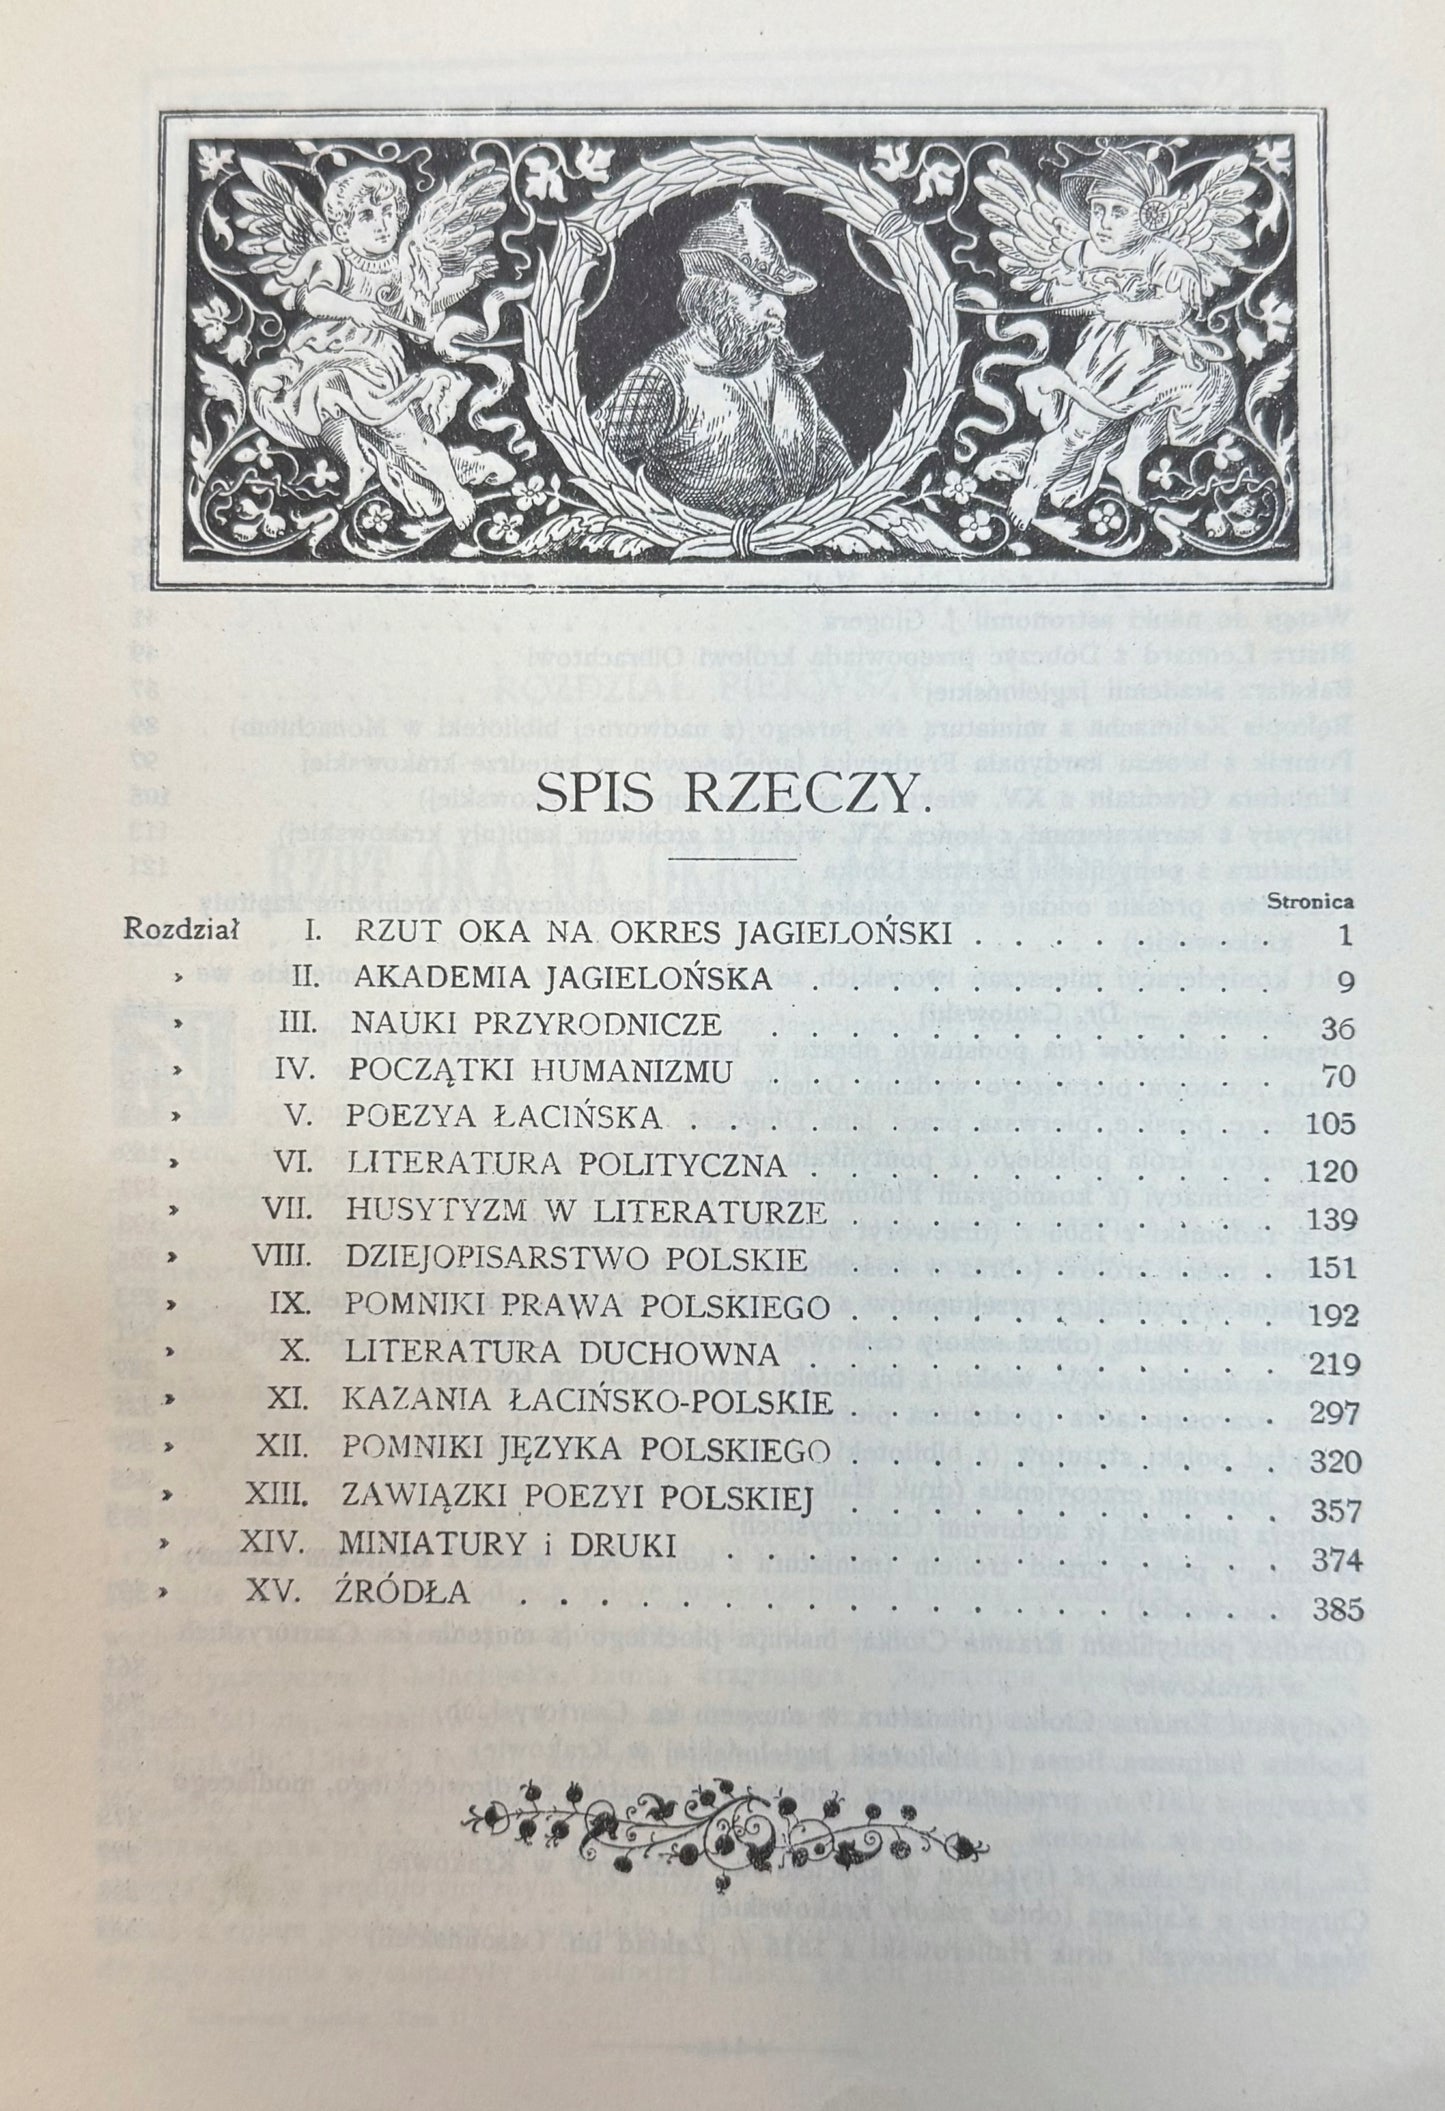 SPIS RZECZY.
Stronica
Rozdział I. RZUT OKA NA OKRES JAGIELOŃSKI . . . . . . . . . 1
» II. AKADEMIA JAGIELOŃSKA . . . . . . . . . . . . . 9
» III. NAUKI PRZYRODNICZE . . . . . . . . . . . . . . 36
» IV. POCZĄTKI HUMANIZMU . . . . . . . . . . . . . . 70
» V. POEZYA ŁACIŃSKA . . . . . . . . . . . . . . . . 105
» VI. LITERATURA POLITYCZNA . . . . . . . . . . . . 120
» VII. HUSYTYZM W LITERATURZE . . . . . . . . . . . 139
» VIII. DZIEJOPISARSTWO POLSKIE . . . . . . . . . . . . 151
» IX. POMNIKI PRAWA POLSKIEGO . . . . . . . . . . . 192
» X. LITERATURA DUCHOWNA . . . . . . . . . . . . . 219
» XI. KAZANIA ŁACIŃSKO-POLSKIE . . . . . . . . . . . 297
» XII. POMNIKI JĘZYKA POLSKIEGO . . . . . . . . . . . 320
» XIII. ZAWIĄZKI POEZYI POLSKIEJ . . . . . . . . . . . 357
» XIV. MINIATURY i DRUKI . . . . . . . . . . . . . . . 374
» XV. ŹRÓDŁA . . . . . . . . . . . . . . . . . . . . 385